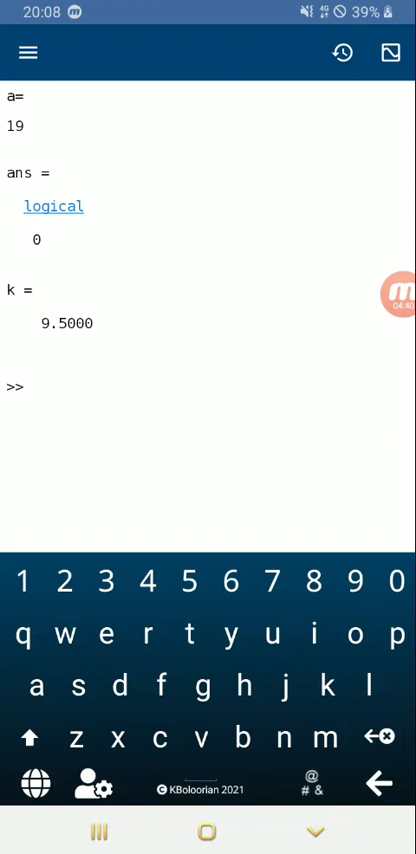 20:08 4G 39%
a=
19
ans =
logical
0
k =
9.5000
04:40
>>
1 2 3 4 5 6 7 8 9 0
q w e r t y u i o p
a s d f g h j k l
z x c v b n m
@
# &
© KBoloorian 2021